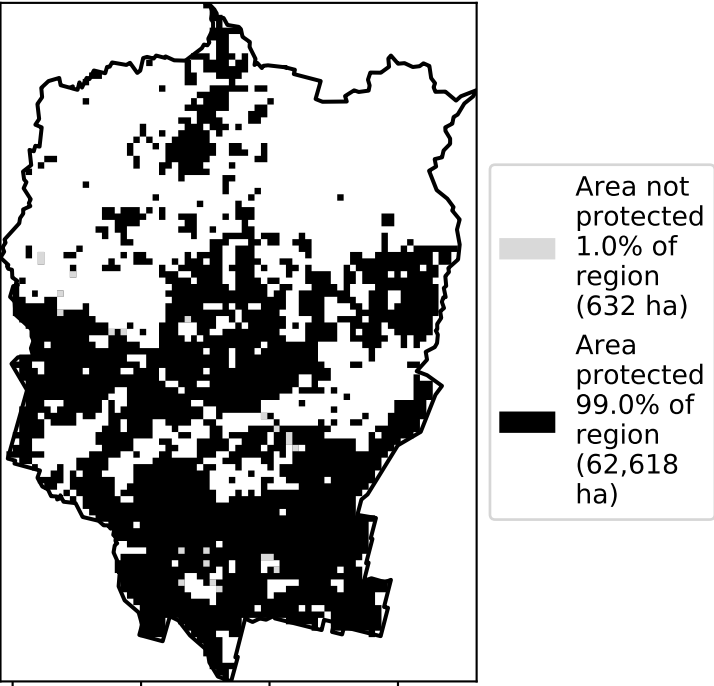 Area not
protected
1.0% of
region
(632 ha)
Area
protected
99.0% of
region
(62,618
ha)